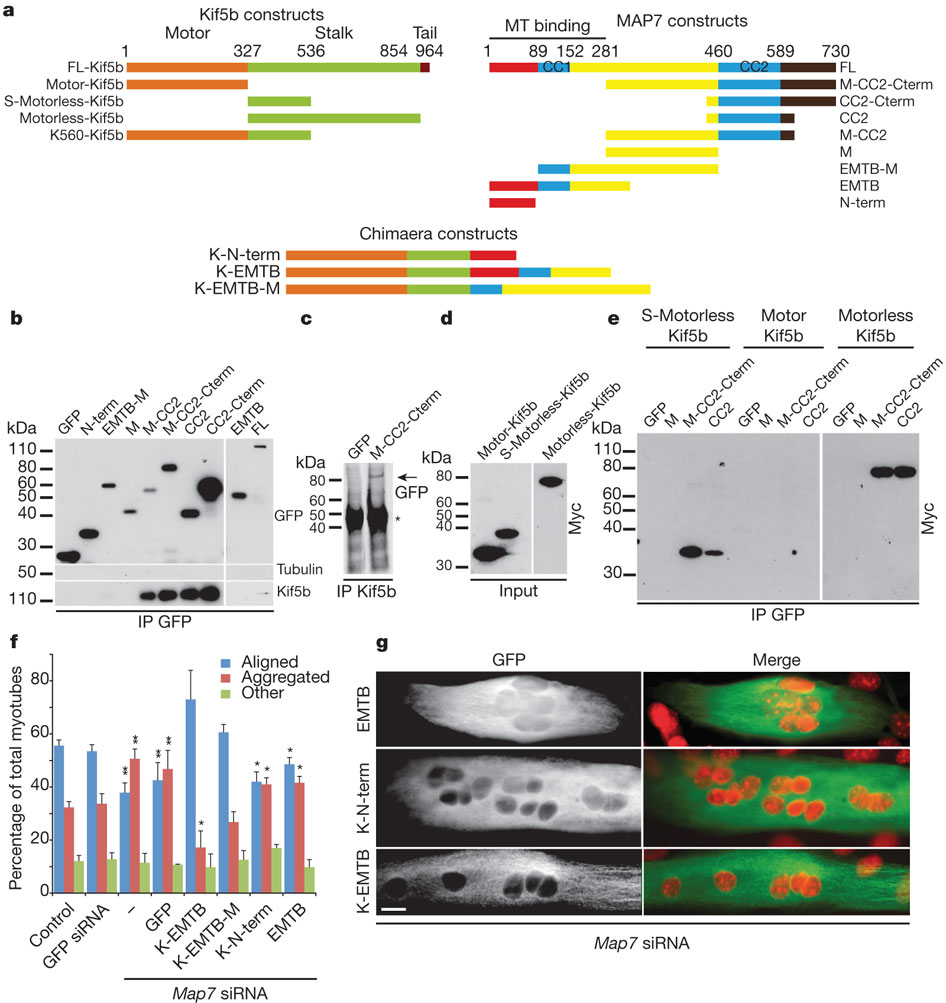 a
Kif5b constructs
Motor Stalk Tail
1 327 536 854 964
FL-Kif5b
Motor-Kif5b
S-Motorless-Kif5b
Motorless-Kif5b
K560-Kif5b
MT binding MAP7 constructs
1 89 152 281 460 589 730
CC1 CC2 FL
M-CC2-Cterm
CC2-Cterm
CC2
M-CC2
M
EMTB-M
EMTB
N-term
Chimaera constructs
K-N-term
K-EMTB
K-EMTB-M
b
GFP N-term EMTB-M M M-CC2 M-CC2-Cterm CC2 CC2-Cterm EMTB FL
kDa
110
80
60
50
40
30
50
110
GFP
Tubulin
Kif5b
IP GFP
c
GFP M-CC2-Cterm
kDa
80
60
50
40
30
GFP
*
IP Kif5b
d
Motor-Kif5b S-Motorless-Kif5b Motorless-Kif5b
kDa
80
60
50
40
30
Myc
Input
e
S-Motorless Kif5b
Motor Kif5b
Motorless Kif5b
GFP M M-CC2-Cterm CC2 GFP M M-CC2-Cterm CC2 GFP M M-CC2-Cterm CC2
kDa
110
80
60
50
40
30
Myc
IP GFP
f
Percentage of total myotubes
80
60
40
20
0
Aligned
Aggregated
Other
** ** ** ** * * * * *
Control GFP siRNA – GFP K-EMTB K-EMTB-M K-N-term EMTB
Map7 siRNA
g
GFP Merge
EMTB
K-N-term
K-EMTB
Map7 siRNA